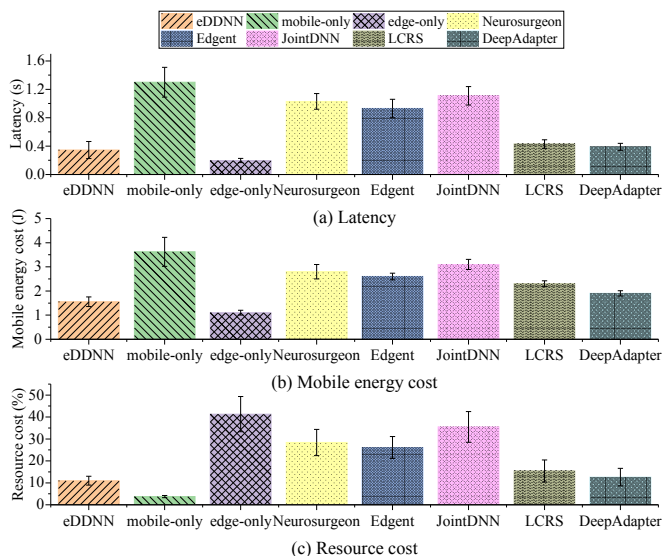 eDDNN mobile-only edge-only Neurosurgeon
Edgent JointDNN LCRS DeepAdapter
Latency (s)
1.6
1.2
0.8
0.4
0.0
eDDNN mobile-only edge-only Neurosurgeon Edgent JointDNN LCRS DeepAdapter
(a) Latency
Mobile energy cost (J)
5
4
3
2
1
0
eDDNN mobile-only edge-only Neurosurgeon Edgent JointDNN LCRS DeepAdapter
(b) Mobile energy cost
Resource cost (%)
50
40
30
20
10
0
eDDNN mobile-only edge-only Neurosurgeon Edgent JointDNN LCRS DeepAdapter
(c) Resource cost